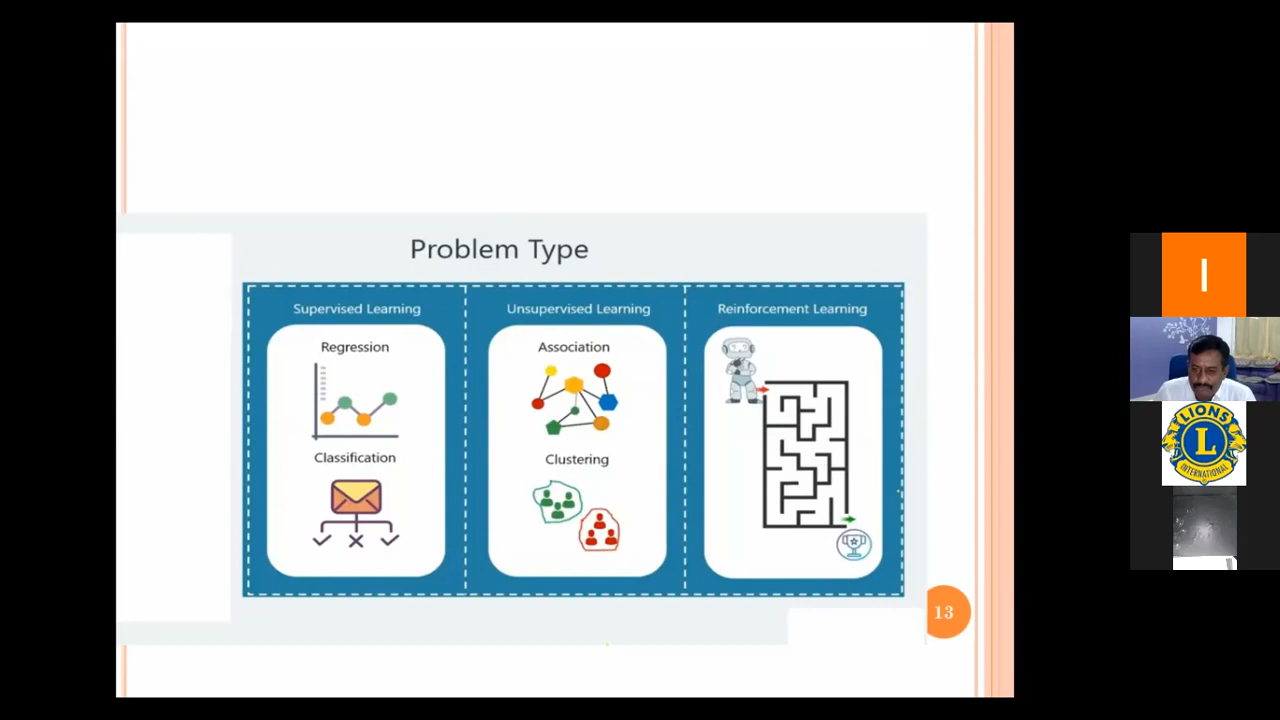 Problem Type
Supervised Learning
Regression
Classification
Unsupervised Learning
Association
Clustering
Reinforcement Learning
13
I
LIONS
L
INTERNATIONAL